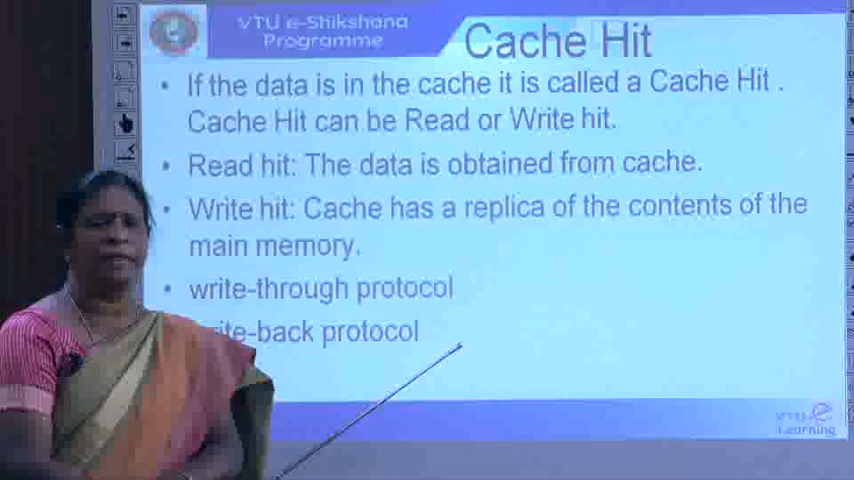 VTU e-Shikshana
Programme
Cache Hit
• If the data is in the cache it is called a Cache Hit .
Cache Hit can be Read or Write hit.
• Read hit: The data is obtained from cache.
• Write hit: Cache has a replica of the contents of the
main memory.
• write-through protocol
ite-back protocol
VTU e
Learning